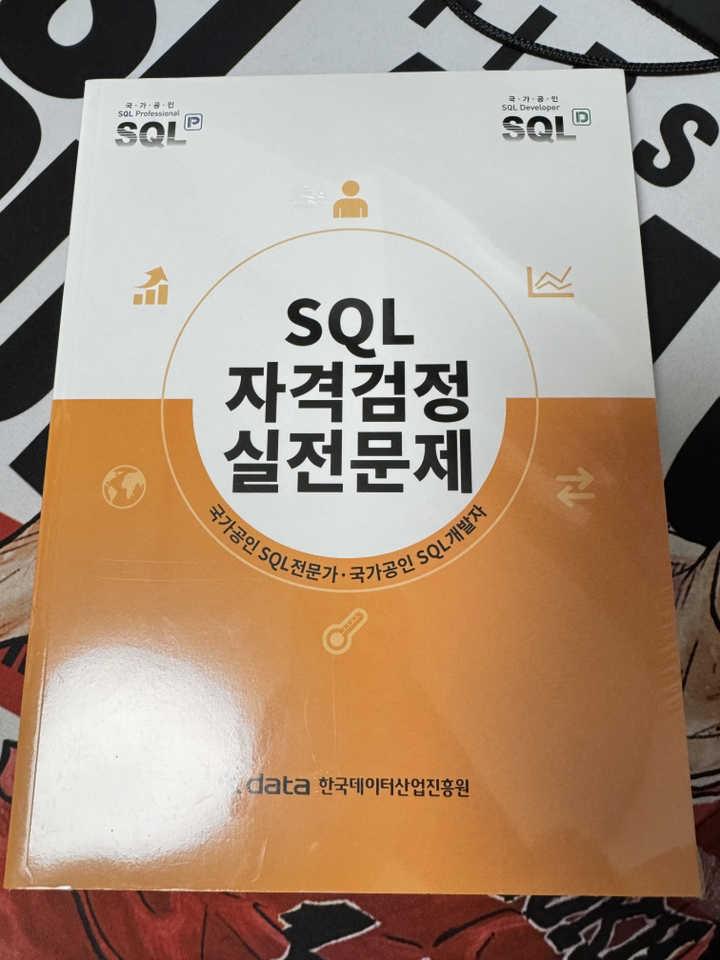 국·가·공·인
SQL Professional
SQL P
국·가·공·인
SQL Developer
SQL D
SQL
자격검정
실전문제
국가공인 SQL전문가·국가공인 SQL개발자
data 한국데이터산업진흥원